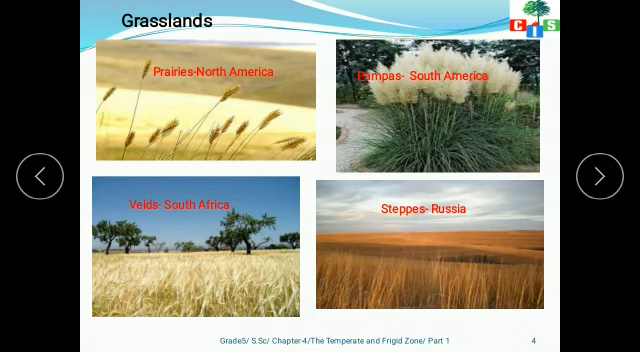 Grasslands
CIS
Prairies-North America
Pampas- South America
Velds- South Africa
Steppes- Russia
Grade5/ S.Sc/ Chapter-4/The Temperate and Frigid Zone/ Part 1
4